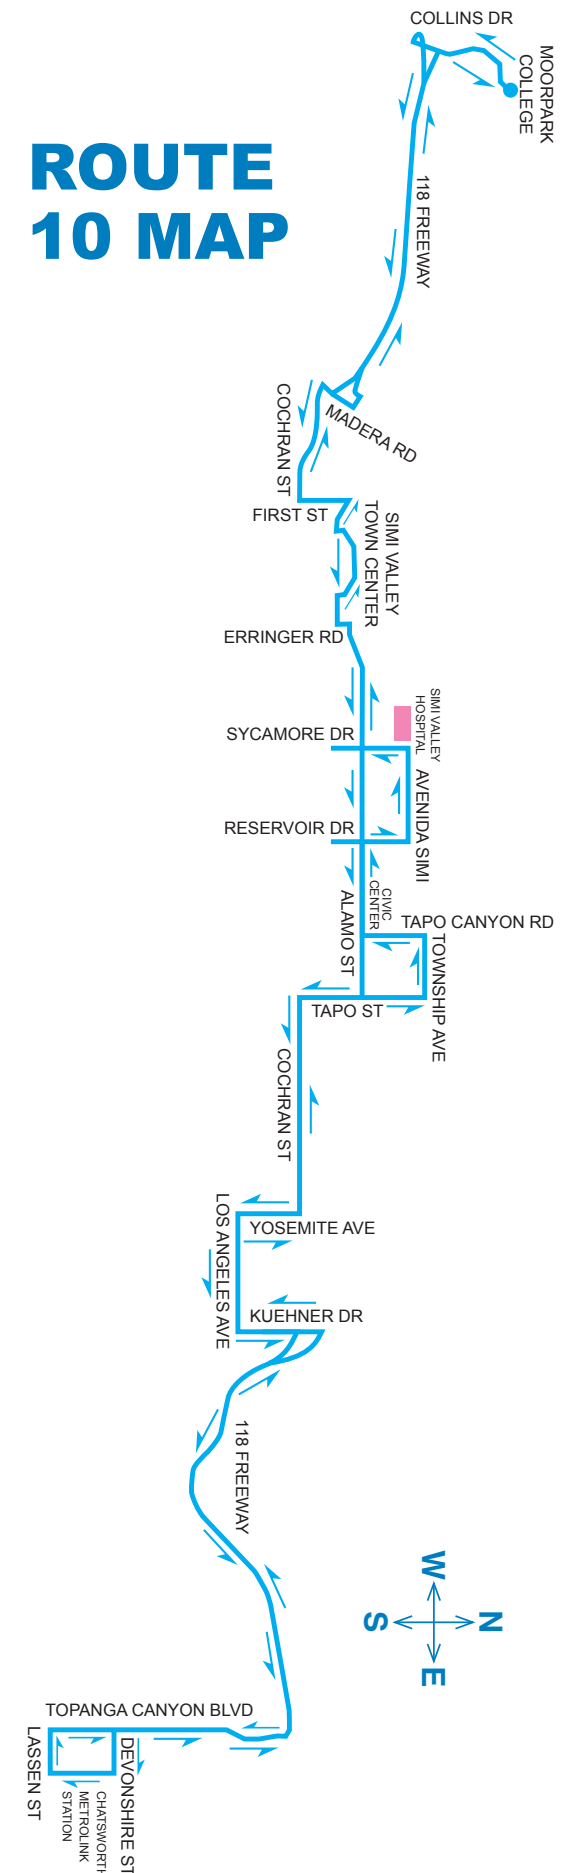 COLLINS DR
MOORPARK
COLLEGE
ROUTE
10 MAP
118 FREEWAY
MADERA RD
COCHRAN ST
FIRST ST
SIMI VALLEY
TOWN CENTER
ERRINGER RD
SIMI VALLEY
HOSPITAL
SYCAMORE DR
AVENIDA SIMI
RESERVOIR DR
CIVIC
CENTER
ALAMO ST
TAPO CANYON RD
TOWNSHIP AVE
TAPO ST
COCHRAN ST
LOS ANGELES AVE
YOSEMITE AVE
KUEHNER DR
118 FREEWAY
W
N
S
E
TOPANGA CANYON BLVD
LASSEN ST
DEVONSHIRE ST
CHATSWORTH
METROLINK
STATION